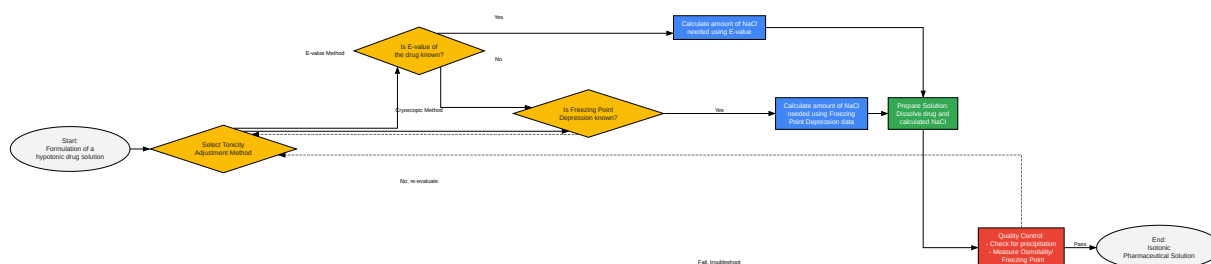 Yes
Calculate amount of NaCl
needed using E-value
Is E-value of
the drug known?
E-value Method
No
Cryoscopic Method
Is Freezing Point
Depression known?
Yes
Calculate amount of NaCl
needed using Freezing
Point Depression data
Prepare Solution:
Dissolve drug and
calculated NaCl
Start:
Formulation of a
hypotonic drug solution
Select Tonicity
Adjustment Method
No, re-evaluate
Quality Control:
- Check for precipitation
- Measure Osmolality/
Freezing Point
Pass
End:
Isotonic
Pharmaceutical Solution
Fail, troubleshoot